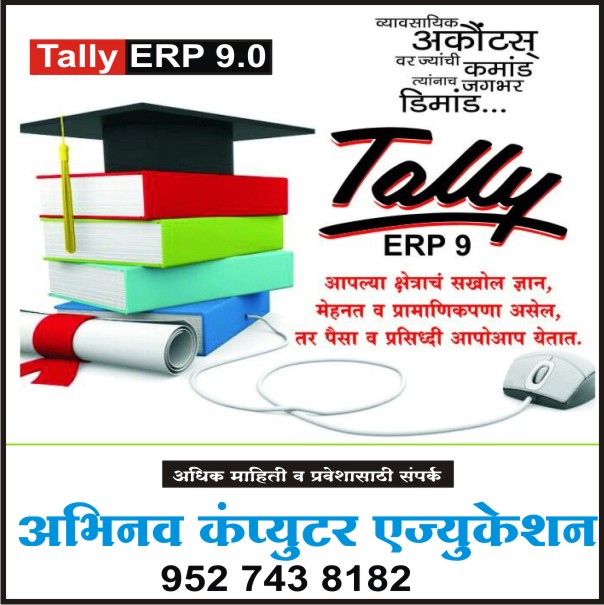 Tally ERP 9.0
व्यावसायिक
अकौंटस्
वर ज्यांची कमांड
त्यांनाच जगभर
डिमांड...
Tally
ERP 9
आपल्या क्षेत्राचं सखोल ज्ञान,
मेहनत व प्रामाणिकपणा असेल,
तर पैसा व प्रसिध्दी आपोआप येतात.
अधिक माहिती व प्रवेशासाठी संपर्क
अभिनव कंप्युटर एज्युकेशन
952 743 8182